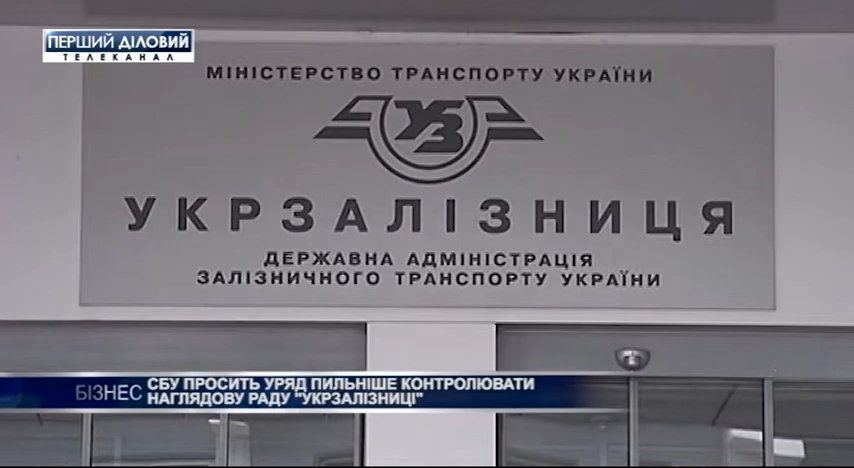 ПЕРШИЙ ДІЛОВИЙ
ТЕЛЕКАНАЛ
МІНІСТЕРСТВО ТРАНСПОРТУ УКРАЇНИ
УЗ
УКРЗАЛІЗНИЦЯ
ДЕРЖАВНА АДМІНІСТРАЦІЯ
ЗАЛІЗНИЧНОГО ТРАНСПОРТУ УКРАЇНИ
БІЗНЕС
СБУ ПРОСИТЬ УРЯД ПИЛЬНІШЕ КОНТРОЛЮВАТИ
НАГЛЯДОВУ РАДУ "УКРЗАЛІЗНИЦІ"